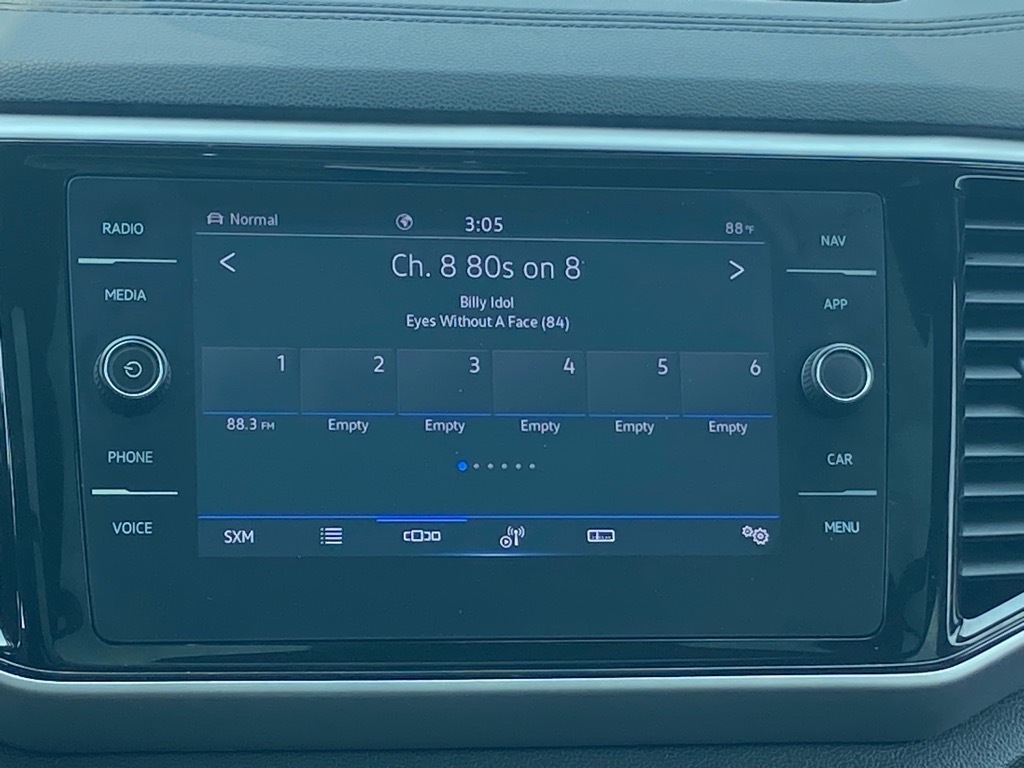 RADIO
MEDIA
PHONE
VOICE
Normal 3:05 88°F
Ch. 8 80s on 8
Billy Idol
Eyes Without A Face (84)
1 2 3 4 5 6
88.3 FM Empty Empty Empty Empty Empty
SXM
NAV
APP
CAR
MENU